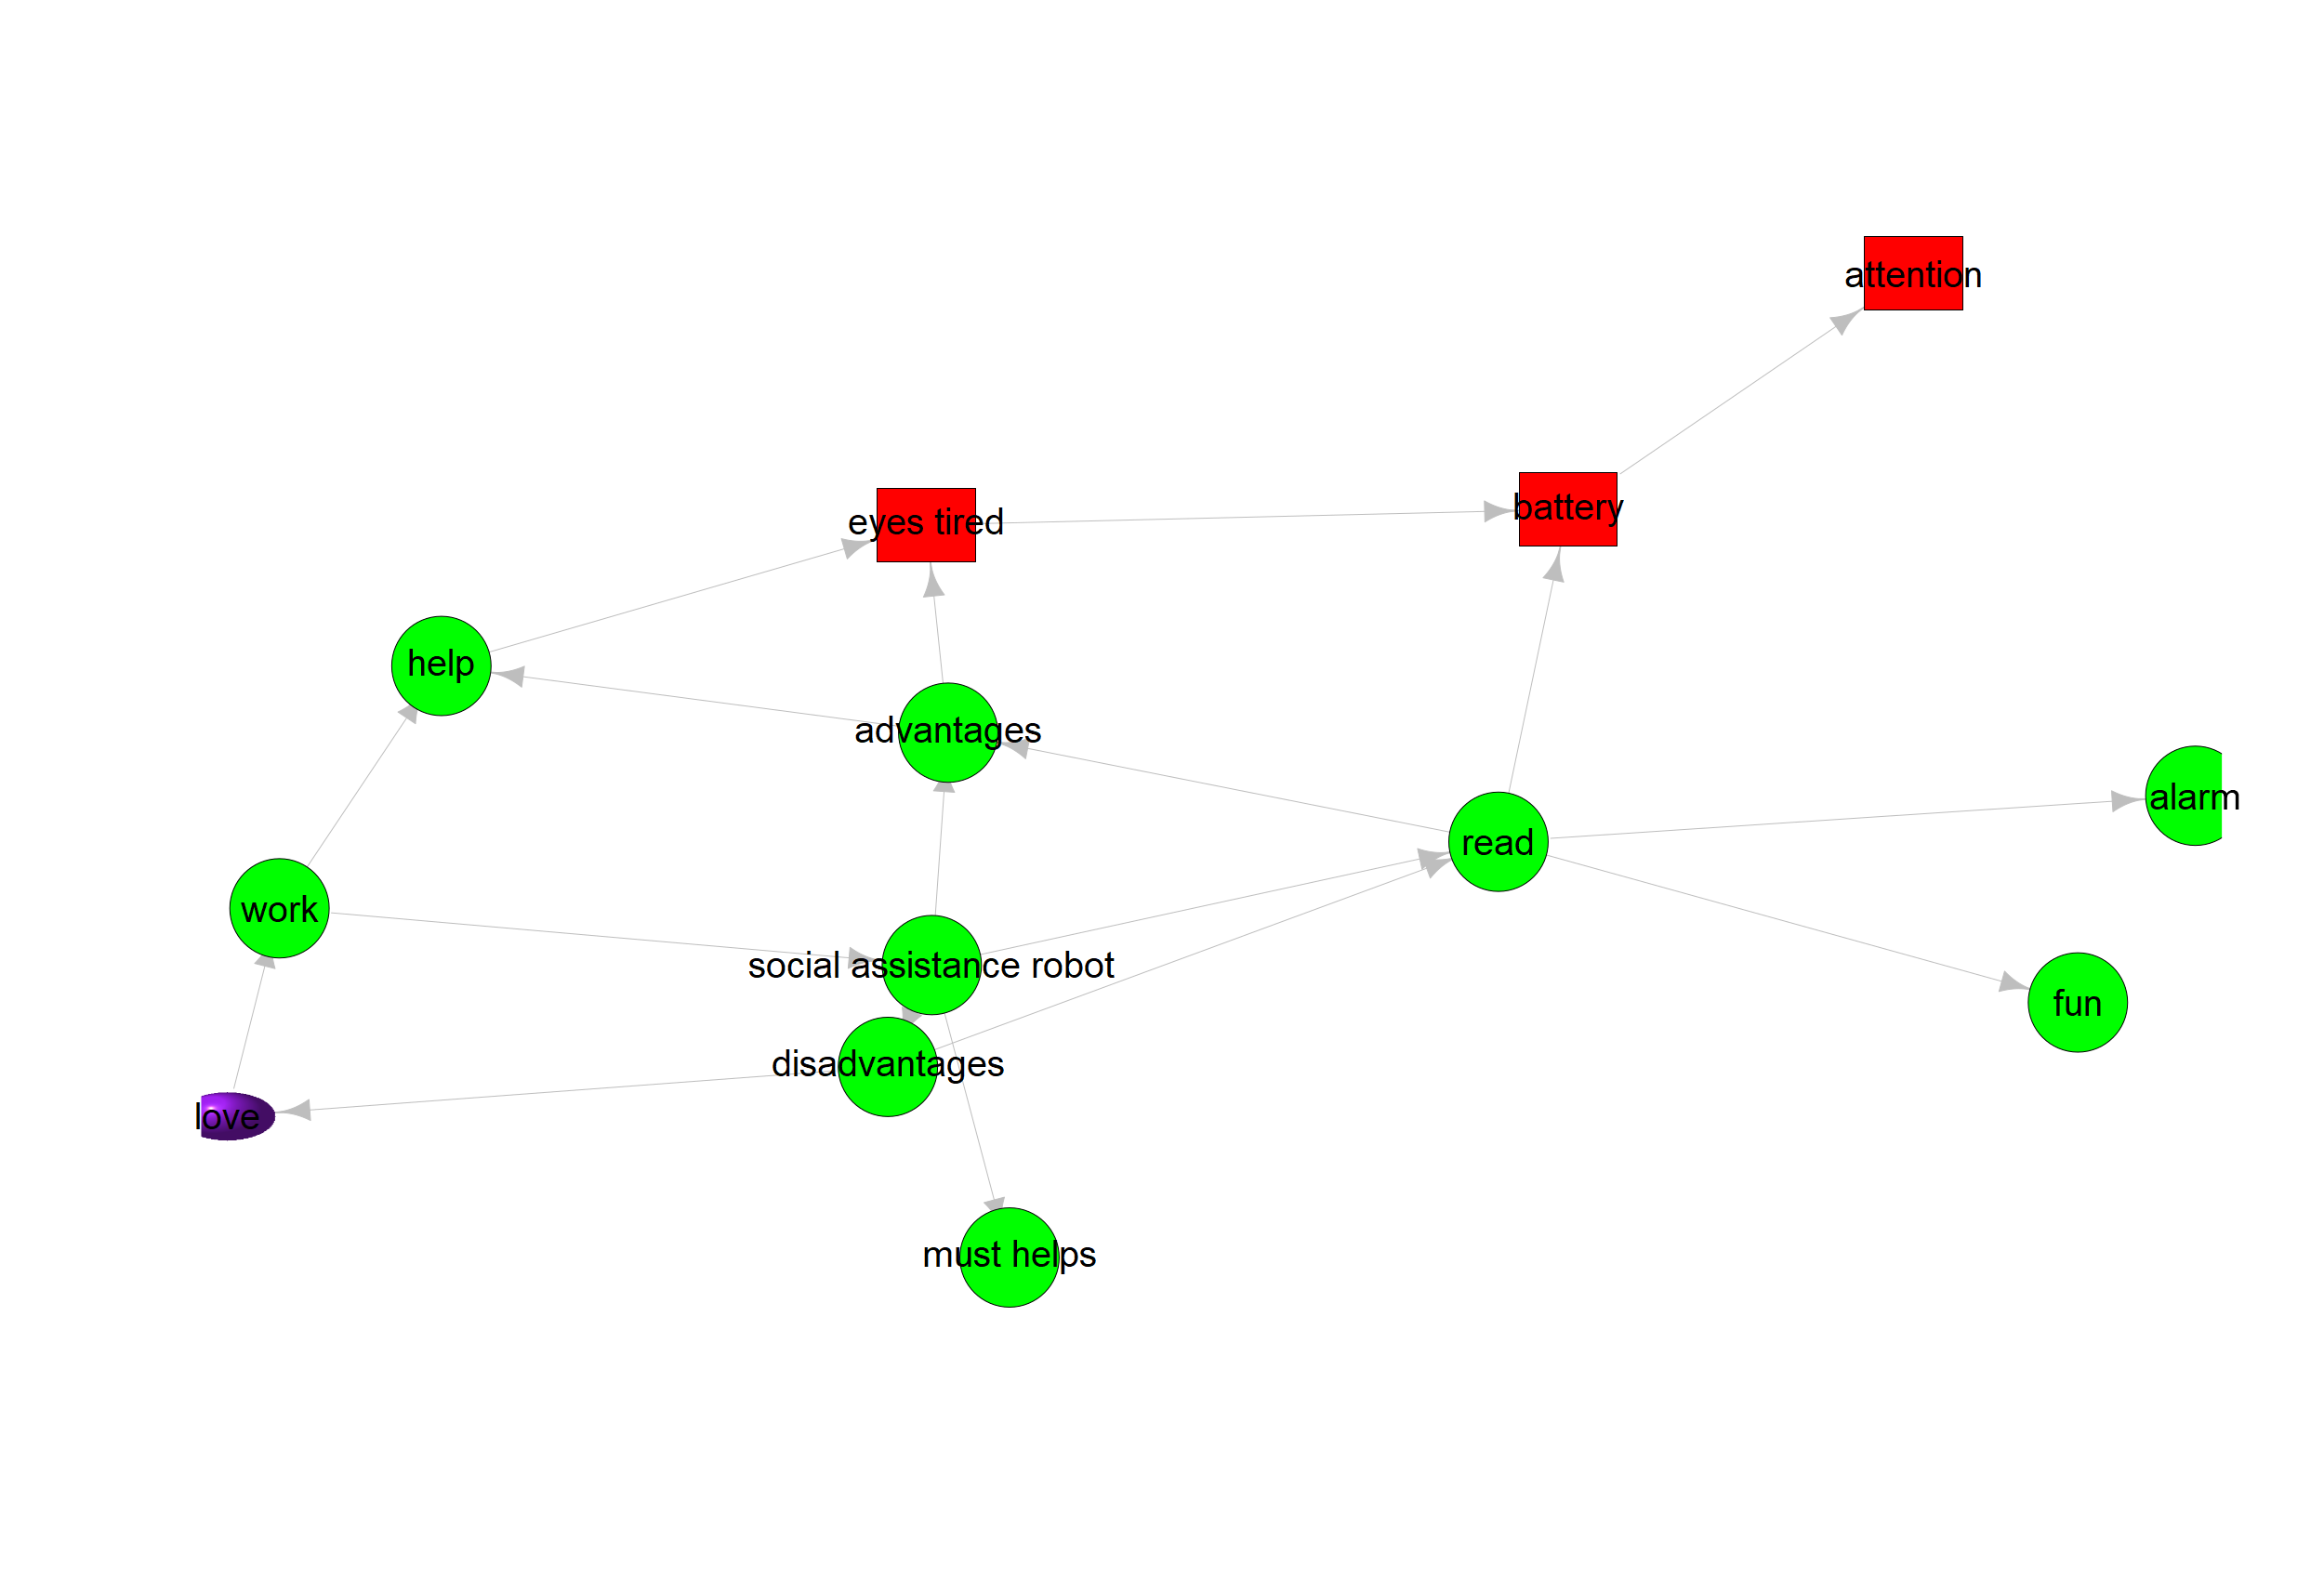 attention
battery
eyes tired
help
advantages
alarm
read
work
social assistance robot
fun
disadvantages
love
must helps